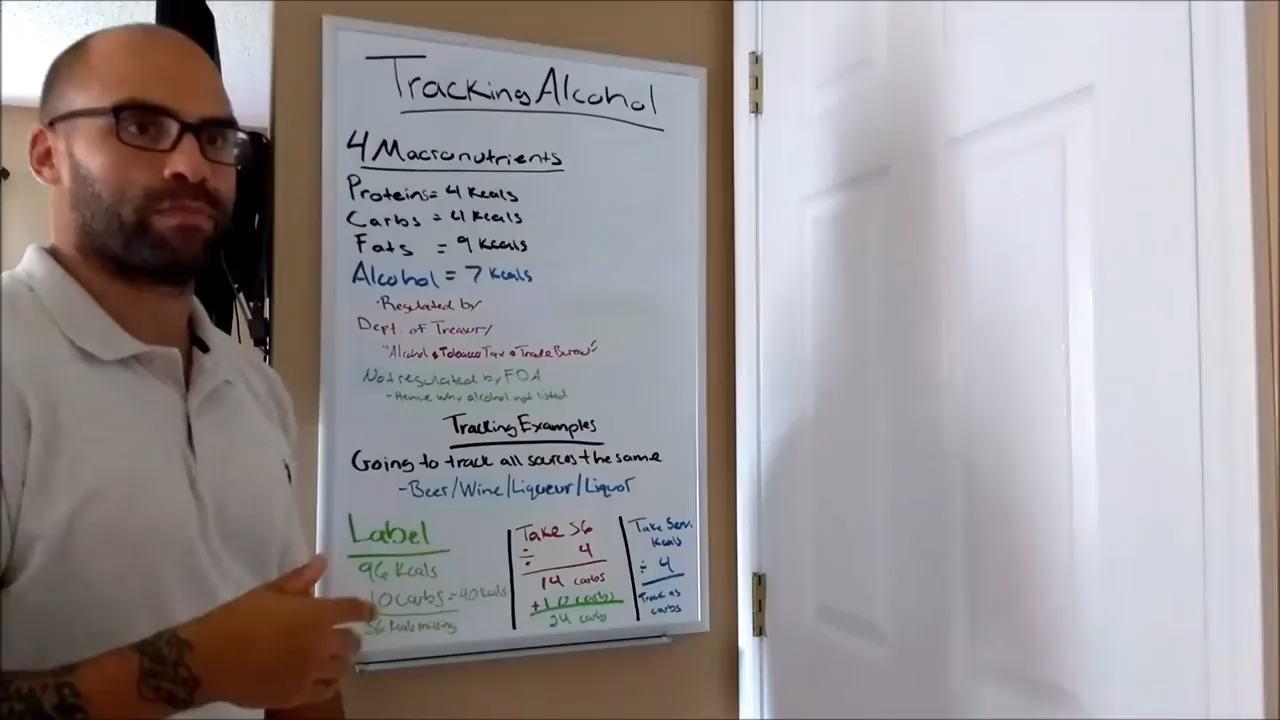 Tracking Alcohol
4 Macronutrients
Proteins = 4 Kcals
Carbs = 4 Kcals
Fats = 9 Kcals
Alcohol = 7 Kcals
·Regulated by
Dept. of Treasury
"Alcohol & Tobacco Tax & Trade Bureau"
Not regulated by FDA
-Hence why alcohol not listed
Tracking Examples
Going to track all sources the same
-Beer/Wine/Liqueur/Liquor
Label
96 Kcals
10 carbs = 40 Kcals
56 Kcals missing
Take 56
÷ 4
14 carbs
+10 carbs
24 carbs
Take Serv.
Kcals
÷ 4
Track as
carbs